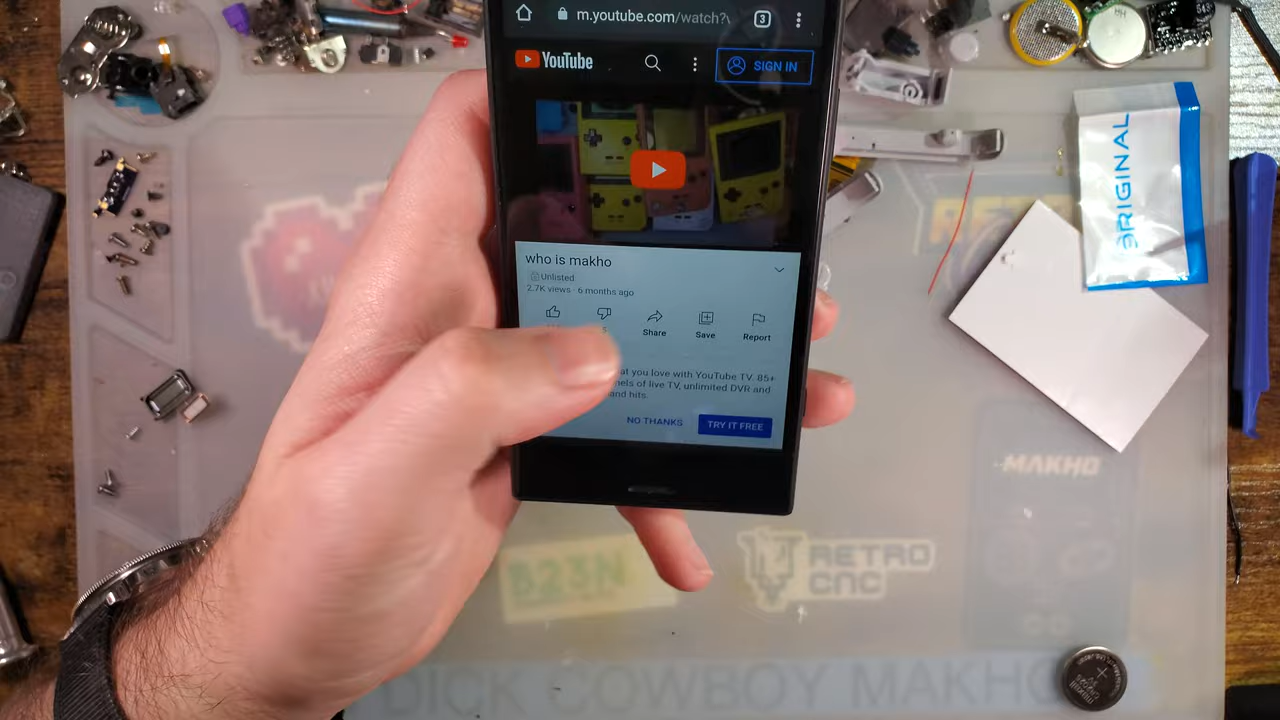 m.youtube.com/watch?v
3
YouTube
SIGN IN
who is makho
Unlisted
2.7K views · 6 months ago
Share
Save
Report
at you love with YouTube TV. 85+
nels of live TV, unlimited DVR and
and hits.
NO THANKS
TRY IT FREE
ORIGINAL
RETRO
MAKHO
RETRO
CNC
DICK COWBOY MAKHO